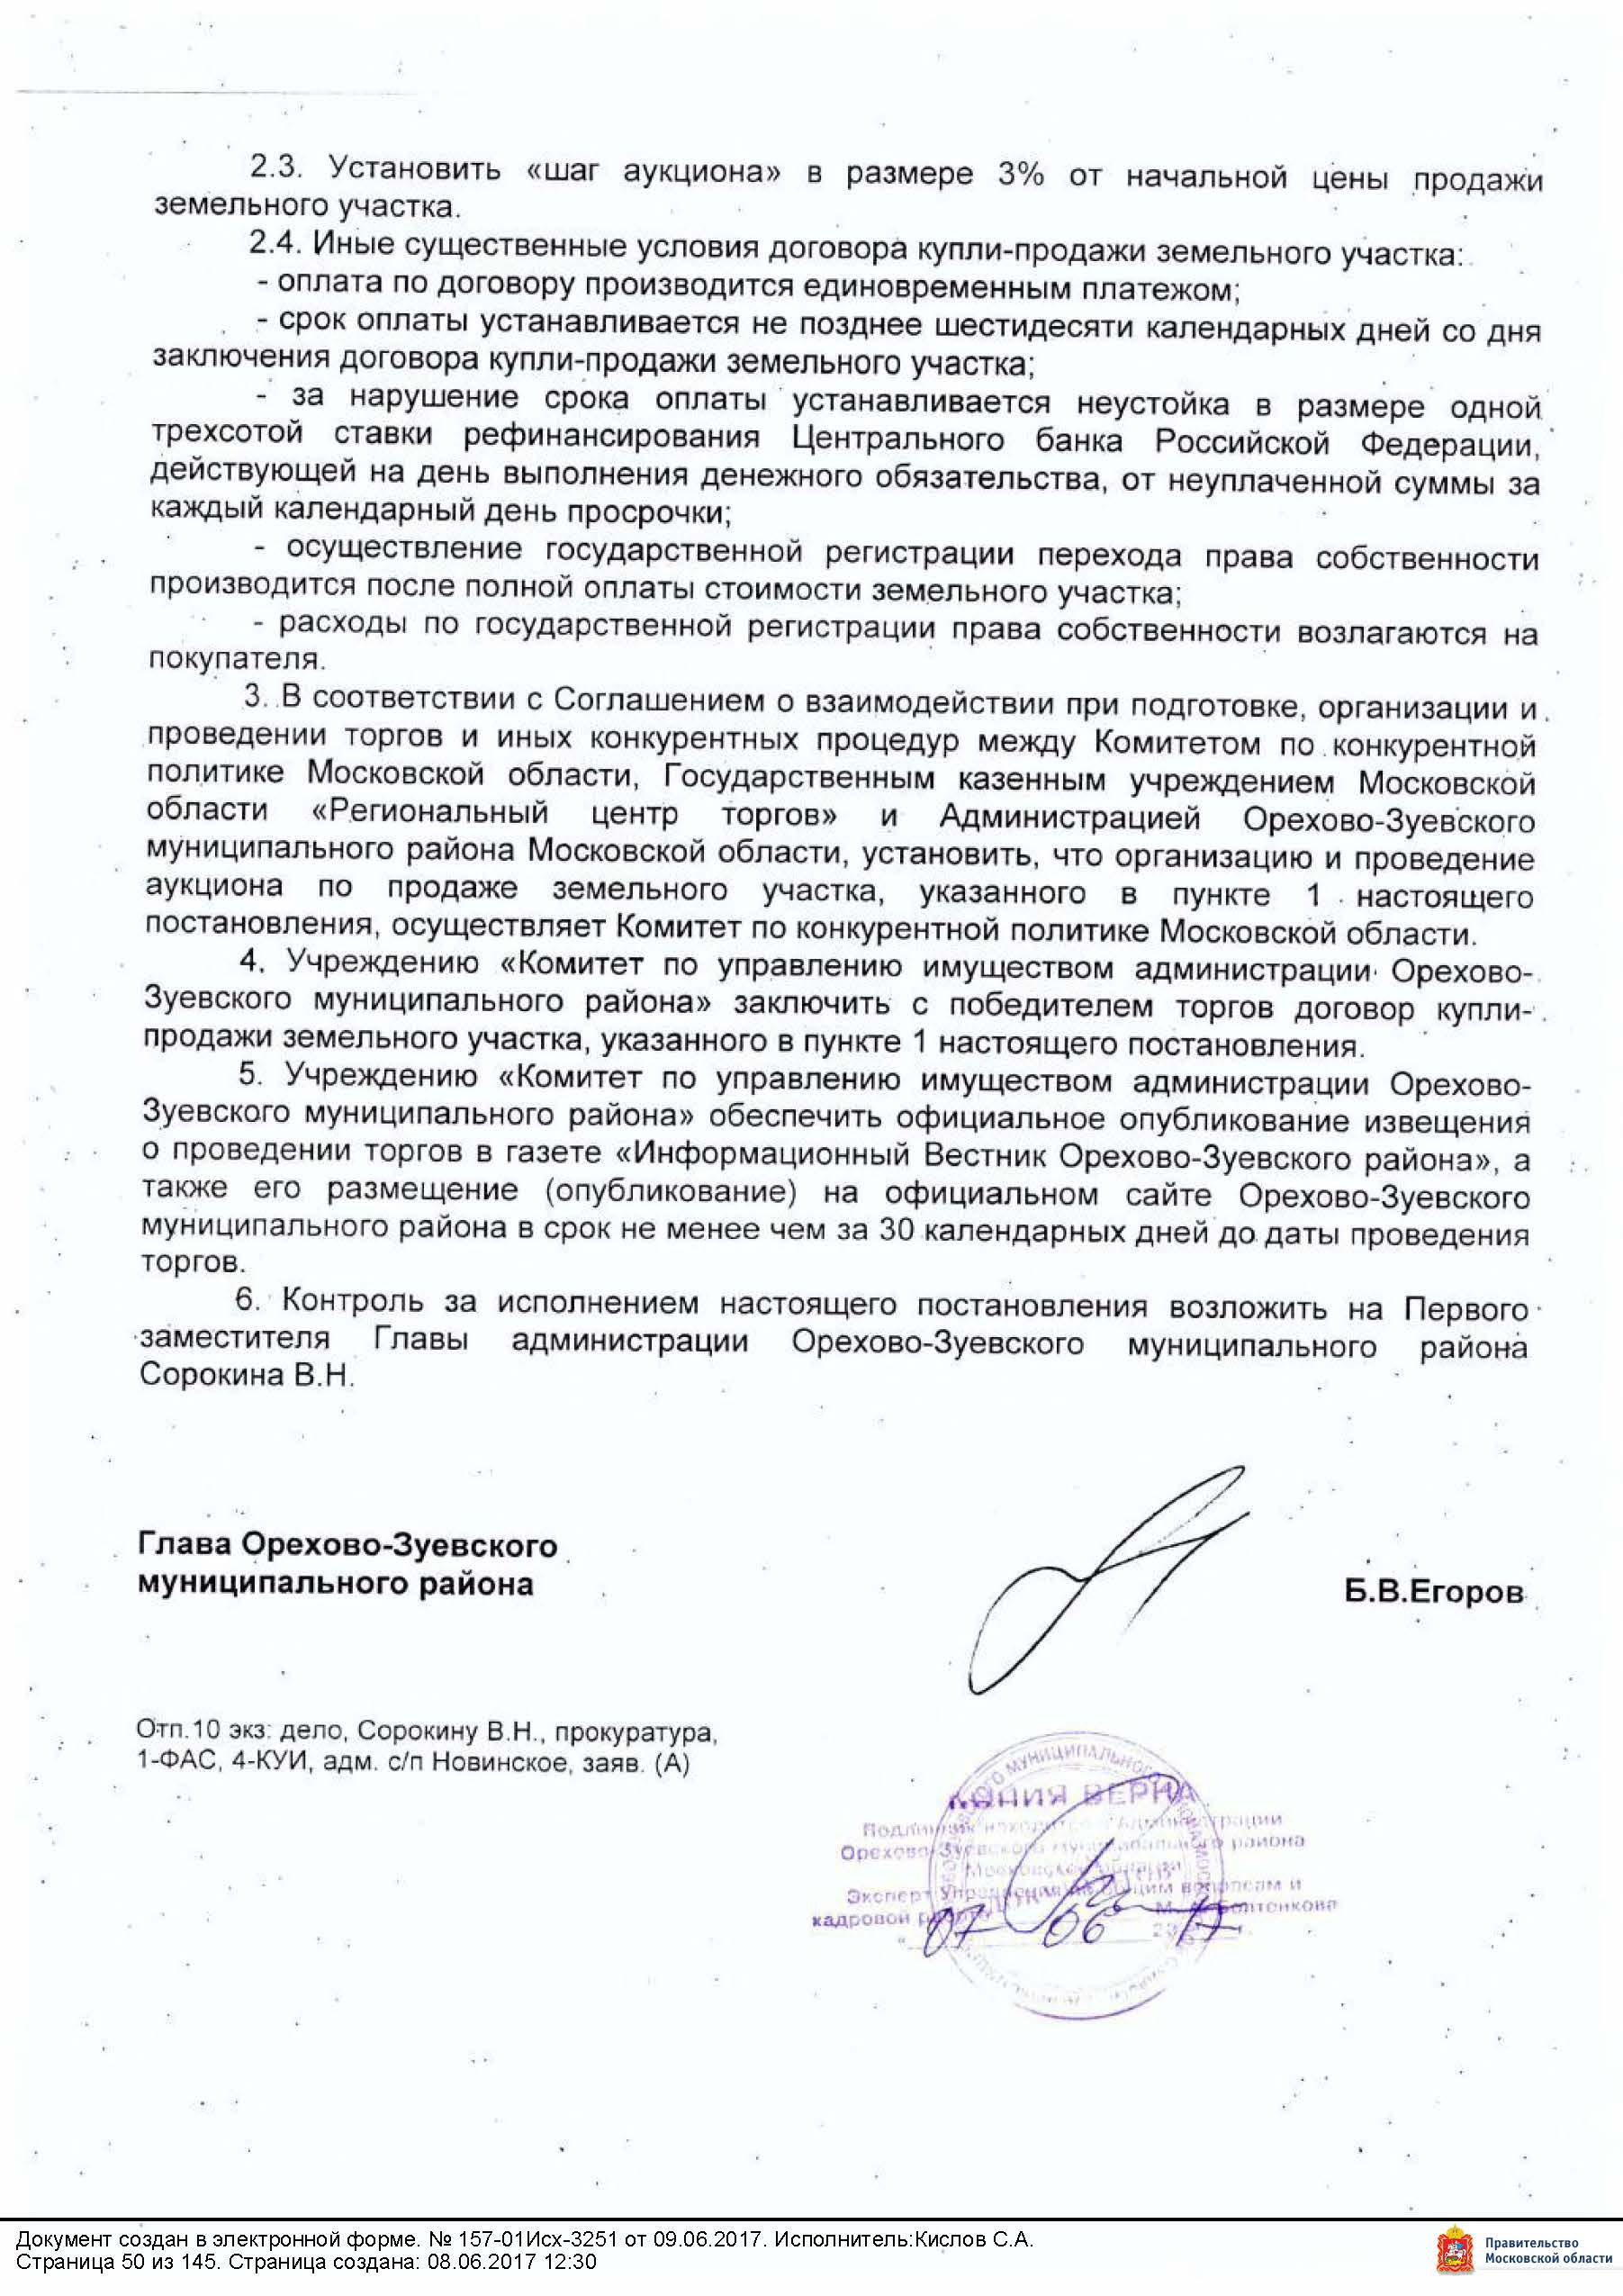 2.3. Установить «шаг аукциона» в размере 3% от начальной цены продажи
земельного участка.
2.4. Иные существенные условия договора купли-продажи земельного участка:
- оплата по договору производится единовременным платежом;
- срок оплаты устанавливается не позднее шестидесяти календарных дней со дня
заключения договора купли-продажи земельного участка;
- за нарушение срока оплаты устанавливается неустойка в размере одной
трехсотой ставки рефинансирования Центрального банка Российской Федерации,
действующей на день выполнения денежного обязательства, от неуплаченной суммы за
каждый календарный день просрочки;
- осуществление государственной регистрации перехода права собственности
производится после полной оплаты стоимости земельного участка;
- расходы по государственной регистрации права собственности возлагаются на
покупателя.
3. В соответствии с Соглашением о взаимодействии при подготовке, организации и
проведении торгов и иных конкурентных процедур между Комитетом по конкурентной
политике Московской области, Государственным казенным учреждением Московской
области «Региональный центр торгов» и Администрацией Орехово-Зуевского
муниципального района Московской области, установить, что организацию и проведение
аукциона по продаже земельного участка, указанного в пункте 1 настоящего
постановления, осуществляет Комитет по конкурентной политике Московской области.
4. Учреждению «Комитет по управлению имуществом администрации Орехово-
Зуевского муниципального района» заключить с победителем торгов договор купли-
продажи земельного участка, указанного в пункте 1 настоящего постановления.
5. Учреждению «Комитет по управлению имуществом администрации Орехово-
Зуевского муниципального района» обеспечить официальное опубликование извещения
о проведении торгов в газете «Информационный Вестник Орехово-Зуевского района», а
также его размещение (опубликование) на официальном сайте Орехово-Зуевского
муниципального района в срок не менее чем за 30 календарных дней до даты проведения
торгов.
6. Контроль за исполнением настоящего постановления возложить на Первого
заместителя Главы администрации Орехово-Зуевского муниципального района
Сорокина В.Н.
Глава Орехово-Зуевского
муниципального района
Б.В.Егоров
Отп.10 экз: дело, Сорокину В.Н., прокуратура,
1-ФАС, 4-КУИ, адм. с/п Новинское, заяв. (А)
КОПИЯ ВЕРНА
Подлинник находится в Администрации
Орехово-Зуевского муниципального района
Московской области
Эксперт Управления по общим вопросам и
кадровой работе
07 06 17
Документ создан в электронной форме. № 157-01Исх-3251 от 09.06.2017. Исполнитель:Кислов С.А.
Страница 50 из 145. Страница создана: 08.06.2017 12:30
Правительство
Московской области